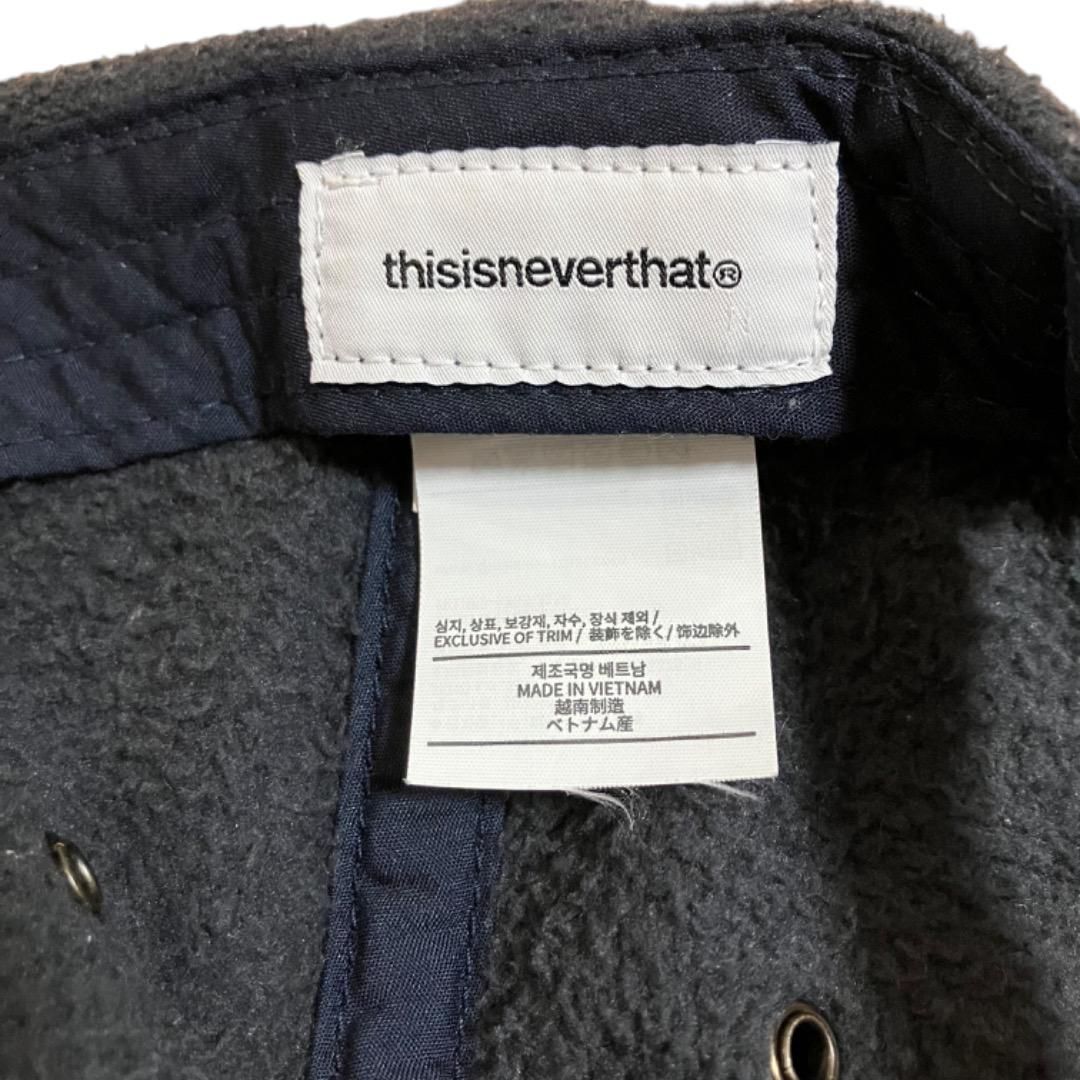 thisisneverthat®
심지, 상표, 보강재, 자수, 장식 제외 /
EXCLUSIVE OF TRIM / 装飾を除く / 饰边除外
제조국명 베트남
MADE IN VIETNAM
越南制造
ベトナム産